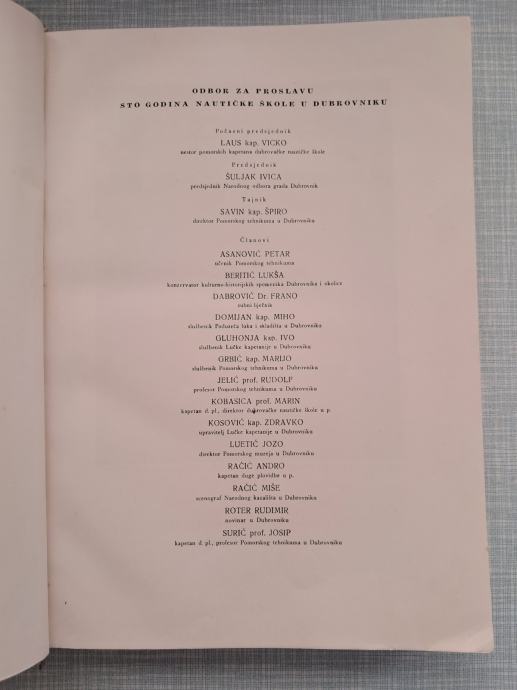 ODBOR ZA PROSLAVU
STO GODINA NAUTIČKE ŠKOLE U DUBROVNIKU
Počasni predsjednik
LAUS kap. VICKO
nestor pomorskih kapetana dubrovačke nautičke škole
Predsjednik
ŠULJAK IVICA
predsjednik Narodnog odbora grada Dubrovnik
Tajnik
SAVIN kap. ŠPIRO
direktor Pomorskog tehnikuma u Dubrovniku
Članovi
ASANOVIĆ PETAR
učenik Pomorskog tehnikuma
BERITIĆ LUKŠA
konzervator kulturno-historijskih spomenika Dubrovnika i okolice
DABROVIĆ Dr. FRANO
zubni lječnik
DOMIJAN kap. MIHO
službenik Poduzeća luka i skladišta u Dubrovniku
GLUHONJA kap. IVO
službenik Lučke kapetanije u Dubrovniku
GRBIĆ kap. MARIJO
službenik Pomorskog tehnikuma u Dubrovniku
JELIĆ prof. RUDOLF
profesor Pomorskog tehnikuma u Dubrovniku
KOBASICA prof. MARIN
kapetan d. pl., direktor dubrovačke nautičke škole u p.
KOSOVIĆ kap. ZDRAVKO
upravitelj Lučke kapetanije u Dubrovniku
LUETIĆ JOZO
direktor Pomorskog muzeja u Dubrovniku
RAČIĆ ANDRO
kapetan duge plovidbe u p.
RAČIĆ MIŠE
scenograf Narodnog kazališta u Dubrovniku
ROTER RUDIMIR
novinar u Dubrovniku
SURIĆ prof. JOSIP
kapetan d. pl., profesor Pomorskog tehnikuma u Dubrovniku